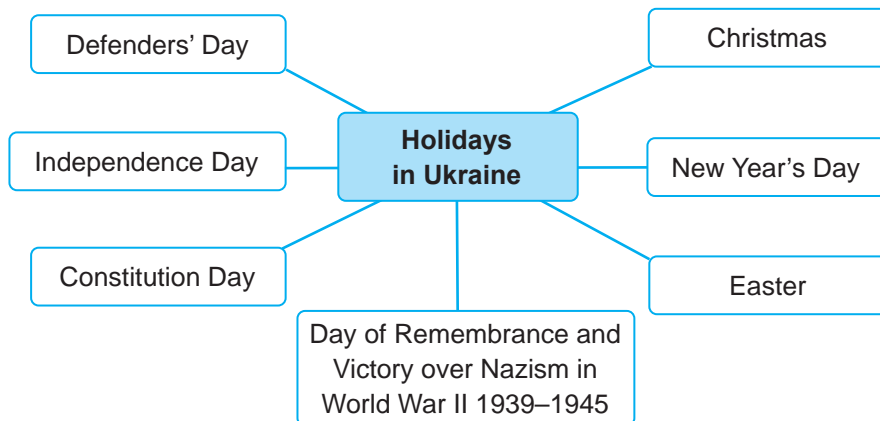 Defenders’ Day
Christmas
Holidays
in Ukraine
Independence Day
New Year’s Day
Constitution Day
Easter
Day of Remembrance and
Victory over Nazism in
World War II 1939–1945